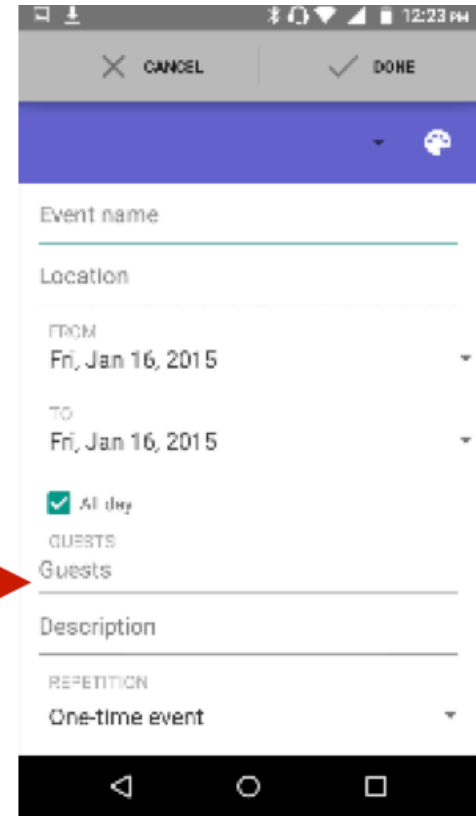 12:23 PM
CANCEL
DONE
Event name
Location
FROM
Fri, Jan 16, 2015
TO
Fri, Jan 16, 2015
All day
GUESTS
Guests
Description
REPETITION
One-time event